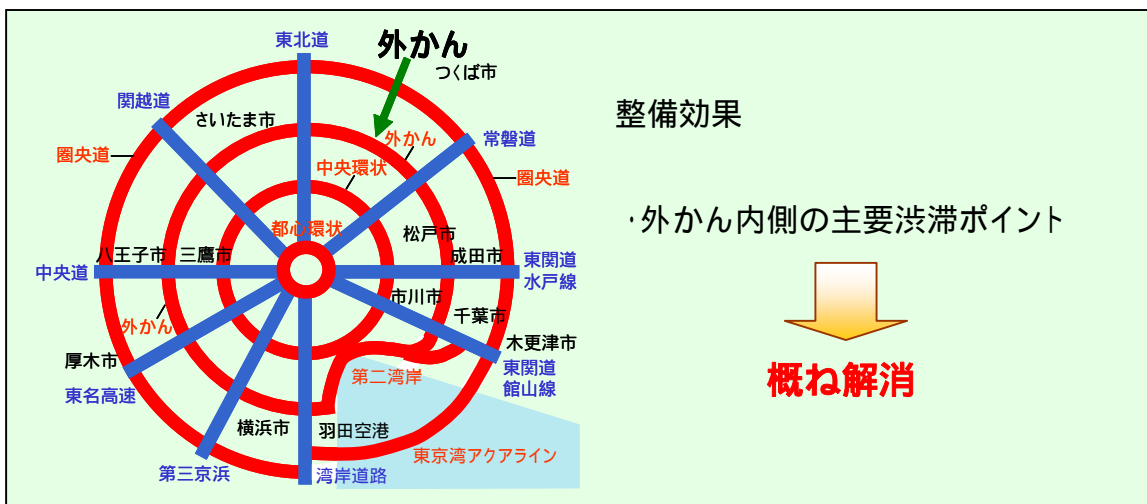 東北道
外かん
つくば市
関越道
さいたま市
外かん
常磐道
圏央道
中央環状
圏央道
都心環状
松戸市
八王子市
三鷹市
成田市
中央道
東関道
水戸線
市川市
千葉市
外かん
木更津市
厚木市
東関道
館山線
第二湾岸
東名高速
横浜市
羽田空港
東京湾アクアライン
第三京浜
湾岸道路
整備効果
・外かん内側の主要渋滞ポイント
概ね解消